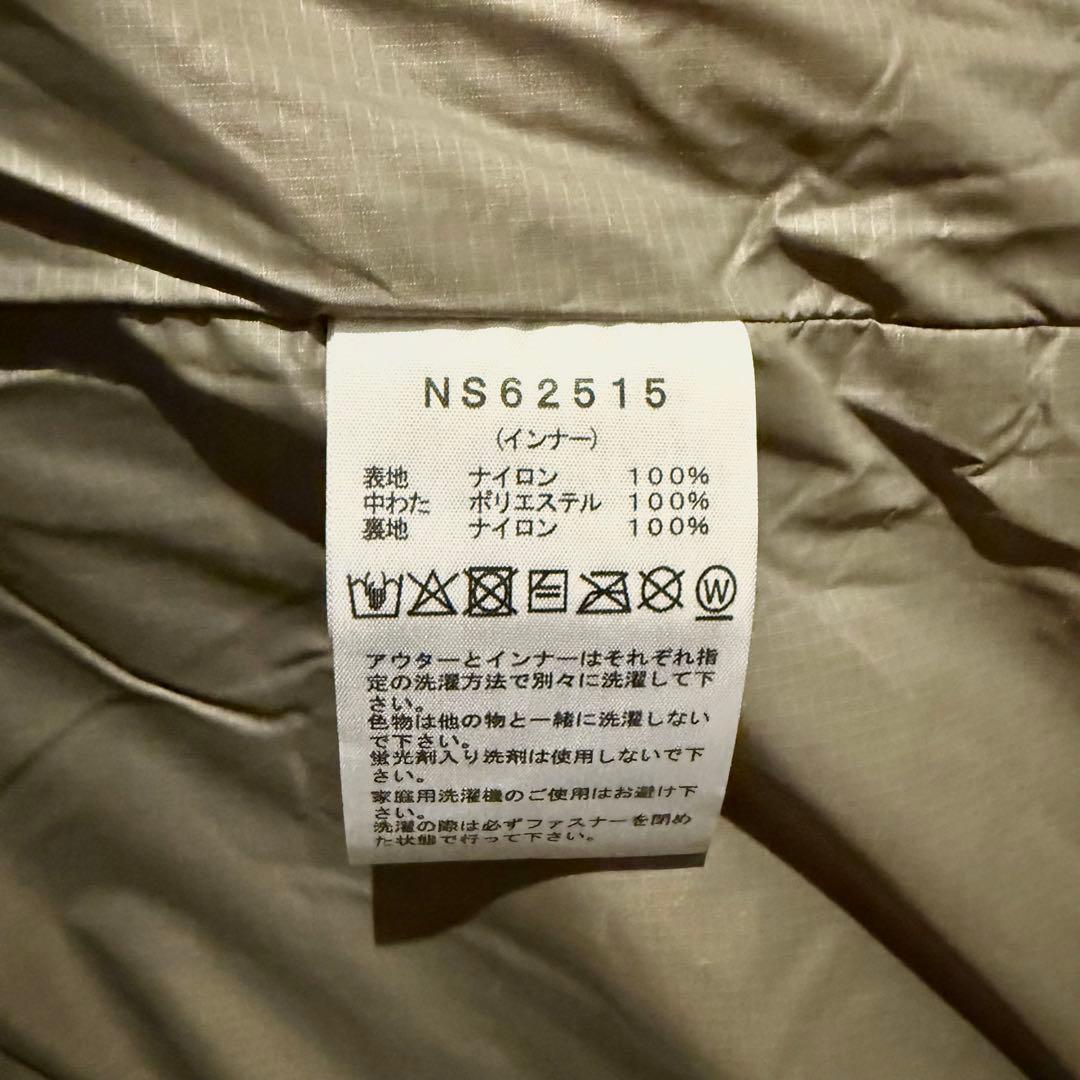 NS62515
(インナー)
表地 ナイロン 100%
中わた ポリエステル 100%
裏地 ナイロン 100%
W
アウターとインナーはそれぞれ指
定の洗濯方法で別々に洗濯して下
さい。
色物は他の物と一緒に洗濯しない
で下さい。
蛍光剤入り洗剤は使用しないで下
さい。
家庭用洗濯機のご使用はお避け下
さい。
洗濯の際は必ずファスナーを閉め
た状態で行って下さい。